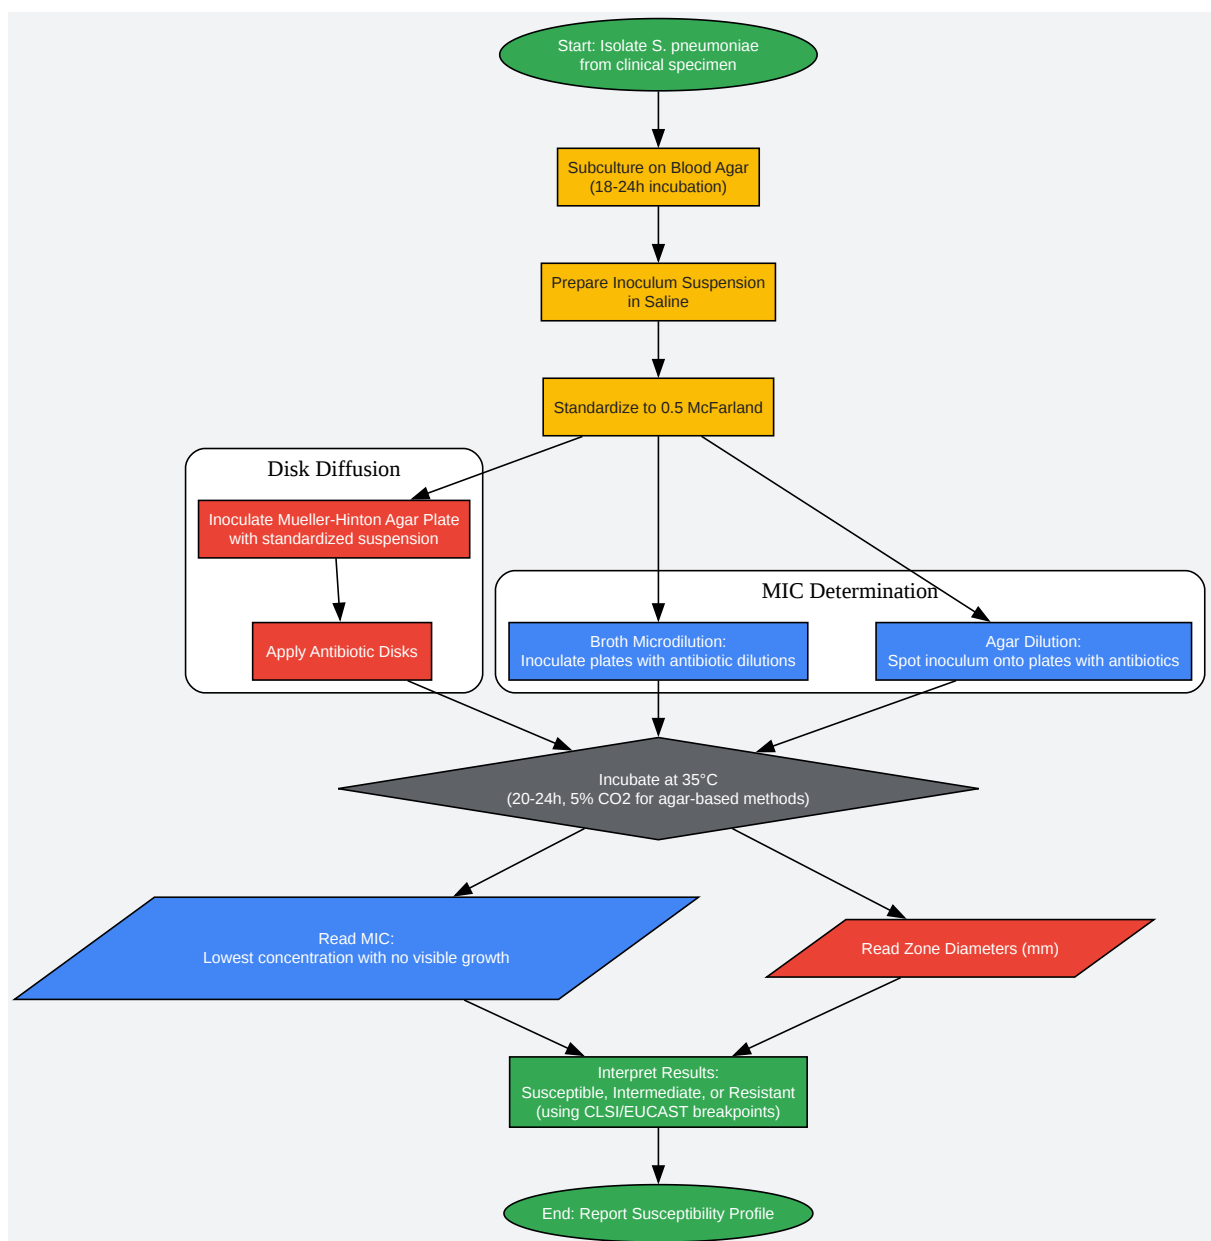 Start: Isolate S. pneumoniae
from clinical specimen
Subculture on Blood Agar
(18-24h incubation)
Prepare Inoculum Suspension
in Saline
Standardize to 0.5 McFarland
Disk Diffusion
Inoculate Mueller-Hinton Agar Plate
with standardized suspension
Apply Antibiotic Disks
MIC Determination
Broth Microdilution:
Inoculate plates with antibiotic dilutions
Agar Dilution:
Spot inoculum onto plates with antibiotics
Incubate at 35°C
(20-24h, 5% CO2 for agar-based methods)
Read MIC:
Lowest concentration with no visible growth
Read Zone Diameters (mm)
Interpret Results:
Susceptible, Intermediate, or Resistant
(using CLSI/EUCAST breakpoints)
End: Report Susceptibility Profile